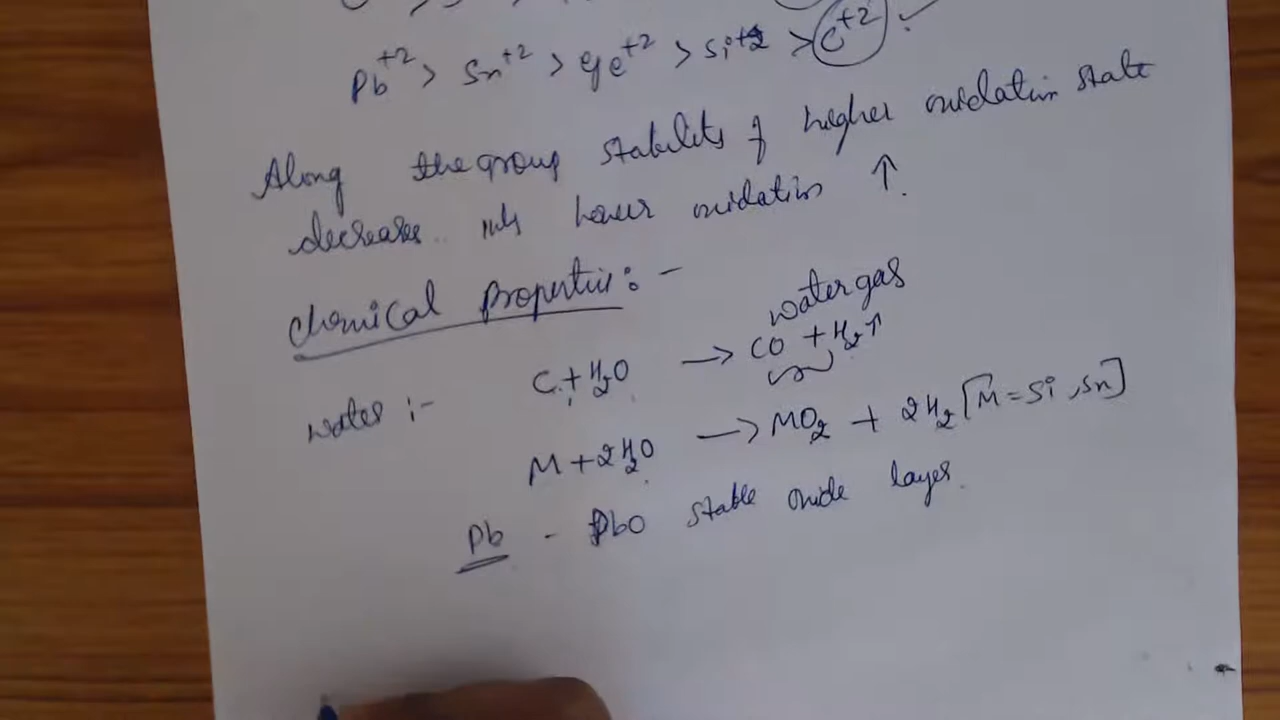 Pb+2 > Sn+2 > Ge+2 > Si+2 > C+2
Along the group stability of higher oxidation state
decreases lower oxidation ↑.
Chemical Properties:-
water gas
water :- C + H2O → CO + H2↑
M + 2H2O → MO2 + 2H2 [M = Si, Sn]
Pb - PbO stable oxide layer.